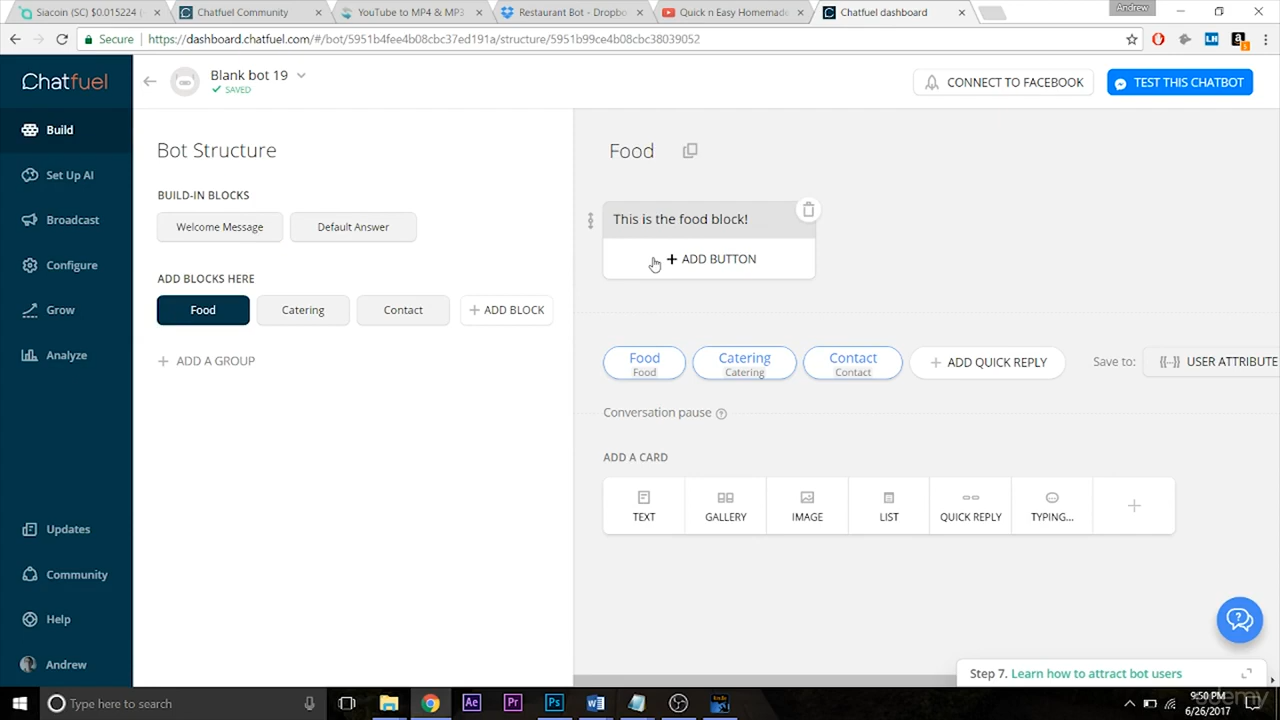 Siacoin (SC) $0.015224
Chatfuel Community
YouTube to MP4 & MP3
Restaurant Bot - Dropbo
Quick n Easy Homemade
Chatfuel dashboard
Andrew
Secure
https://dashboard.chatfuel.com/#/bot/5951b4fee4b08cbc37ed191a/structure/5951b99ce4b08cbc38039052
Chatfuel
Blank bot 19
SAVED
CONNECT TO FACEBOOK
TEST THIS CHATBOT
Build
Set Up AI
Broadcast
Configure
Grow
Analyze
Updates
Community
Help
Andrew
Bot Structure
BUILD-IN BLOCKS
Welcome Message
Default Answer
ADD BLOCKS HERE
Food
Catering
Contact
+ ADD BLOCK
+ ADD A GROUP
Food
This is the food block!
+ ADD BUTTON
Food
Food
Catering
Catering
Contact
Contact
+ ADD QUICK REPLY
Save to:
{{...}} USER ATTRIBUTE
Conversation pause ?
ADD A CARD
TEXT
GALLERY
IMAGE
LIST
QUICK REPLY
TYPING...
+
Step 7. Learn how to attract bot users
Type here to search
Ae
Pr
Ps
9:50 PM
6/26/2017
udemy